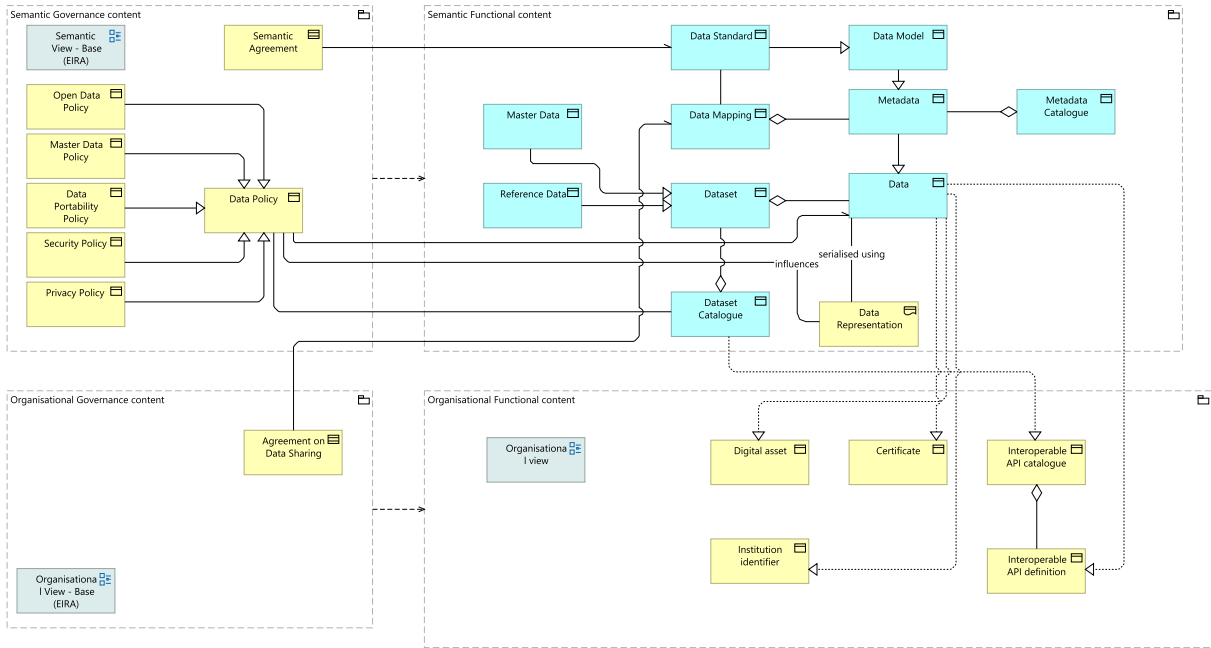 Semantic Governance content
Semantic
View - Base
(EIRA)
Semantic
Agreement
Open Data
Policy
Master Data
Policy
Data
Portability
Policy
Security Policy
Privacy Policy
Data Policy
Semantic Functional content
Data Standard
Data Model
Master Data
Data Mapping
Metadata
Metadata
Catalogue
Reference Data
Dataset
Data
influences
serialised using
Dataset
Catalogue
Data
Representation
Organisational Governance content
Agreement on
Data Sharing
Organisationa
l View - Base
(EIRA)
Organisational Functional content
Organisationa
l view
Digital asset
Certificate
Interoperable
API catalogue
Institution
identifier
Interoperable
API definition